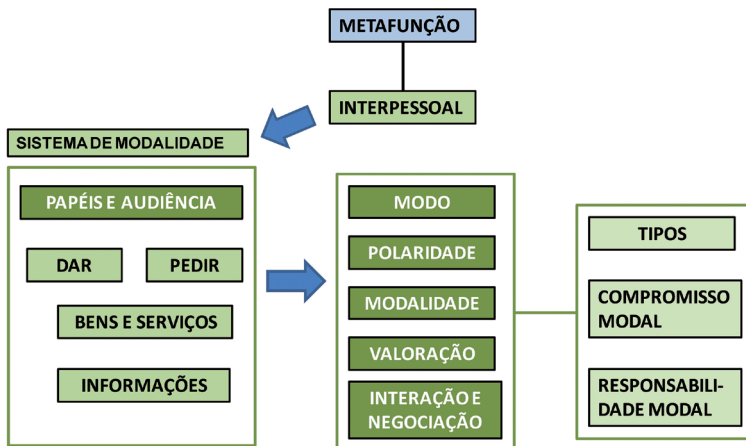 METAFUNÇÃO
INTERPESSOAL
SISTEMA DE MODALIDADE
PAPÉIS E AUDIÊNCIA
DAR
PEDIR
BENS E SERVIÇOS
INFORMAÇÕES
MODO
POLARIDADE
MODALIDADE
VALORAÇÃO
INTERAÇÃO E
NEGOCIAÇÃO
TIPOS
COMPROMISSO
MODAL
RESPONSABILI-
DADE MODAL